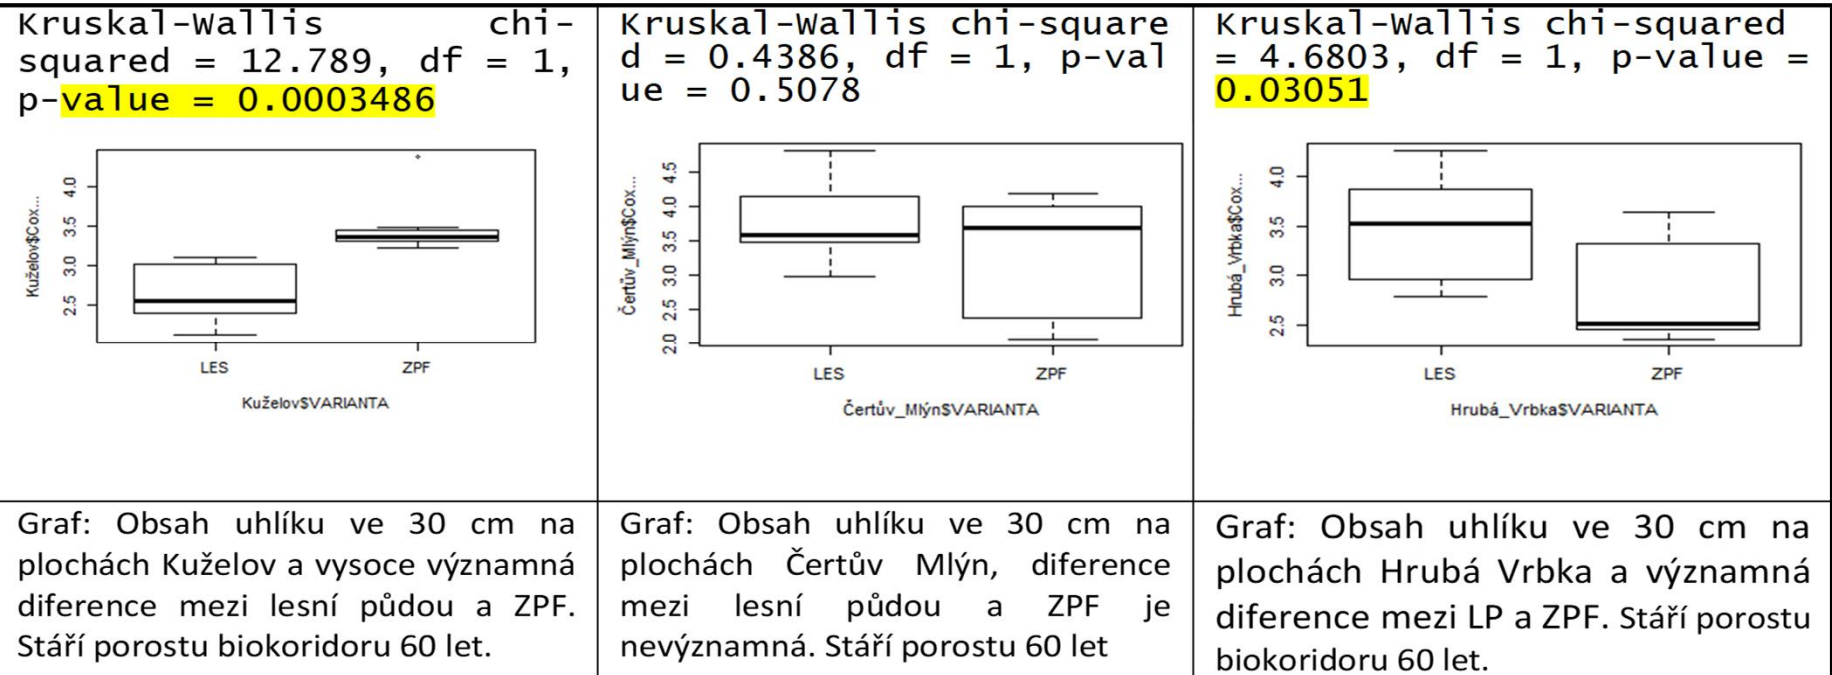 Kruskal-Wallis chi-
squared = 12.789, df = 1,
p-value = 0.0003486
4.0
3.5
3.0
2.5
Kuželov$Cox...
LES ZPF
Kuželov$VARIANTA
Graf: Obsah uhlíku ve 30 cm na
plochách Kuželov a vysoce významná
diference mezi lesní půdou a ZPF.
Stáří porostu biokoridoru 60 let.
Kruskal-Wallis chi-square
d = 0.4386, df = 1, p-val
ue = 0.5078
4.5
4.0
3.5
3.0
2.5
2.0
Čertův_Mlýn$Cox...
LES ZPF
Čertův_Mlýn$VARIANTA
Graf: Obsah uhlíku ve 30 cm na
plochách Čertův Mlýn, diference
mezi lesní půdou a ZPF je
nevýznamná. Stáří porostu 60 let
Kruskal-Wallis chi-squared
= 4.6803, df = 1, p-value =
0.03051
4.0
3.5
3.0
2.5
Hrubá_Vrbka$Cox...
LES ZPF
Hrubá_Vrbka$VARIANTA
Graf: Obsah uhlíku ve 30 cm na
plochách Hrubá Vrbka a významná
diference mezi LP a ZPF. Stáří porostu
biokoridoru 60 let.